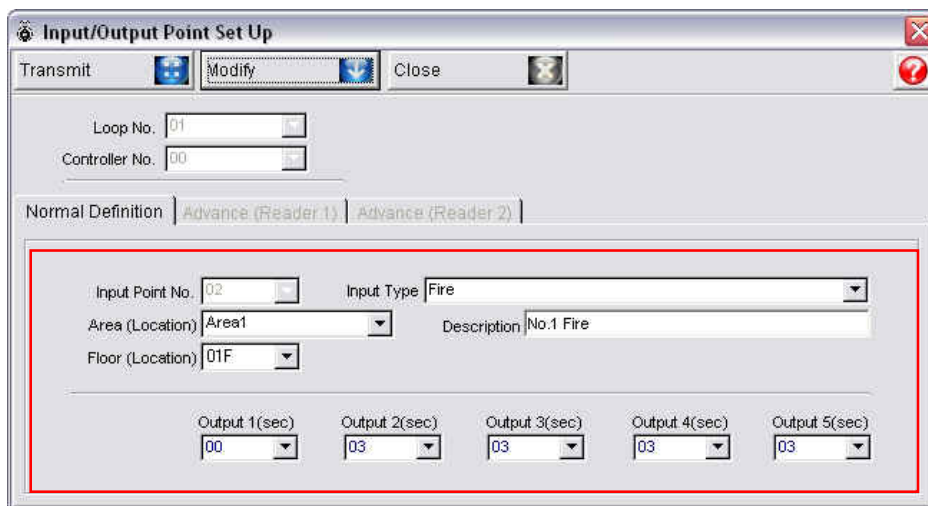 Input/Output Point Set Up
Transmit Modify Close
Loop No. 01
Controller No. 00
Normal Definition Advance (Reader 1) Advance (Reader 2)
Input Point No. 02 Input Type Fire
Area (Location) Area1 Description No.1 Fire
Floor (Location) 01F
Output 1(sec) Output 2(sec) Output 3(sec) Output 4(sec) Output 5(sec)
00 03 03 03 03